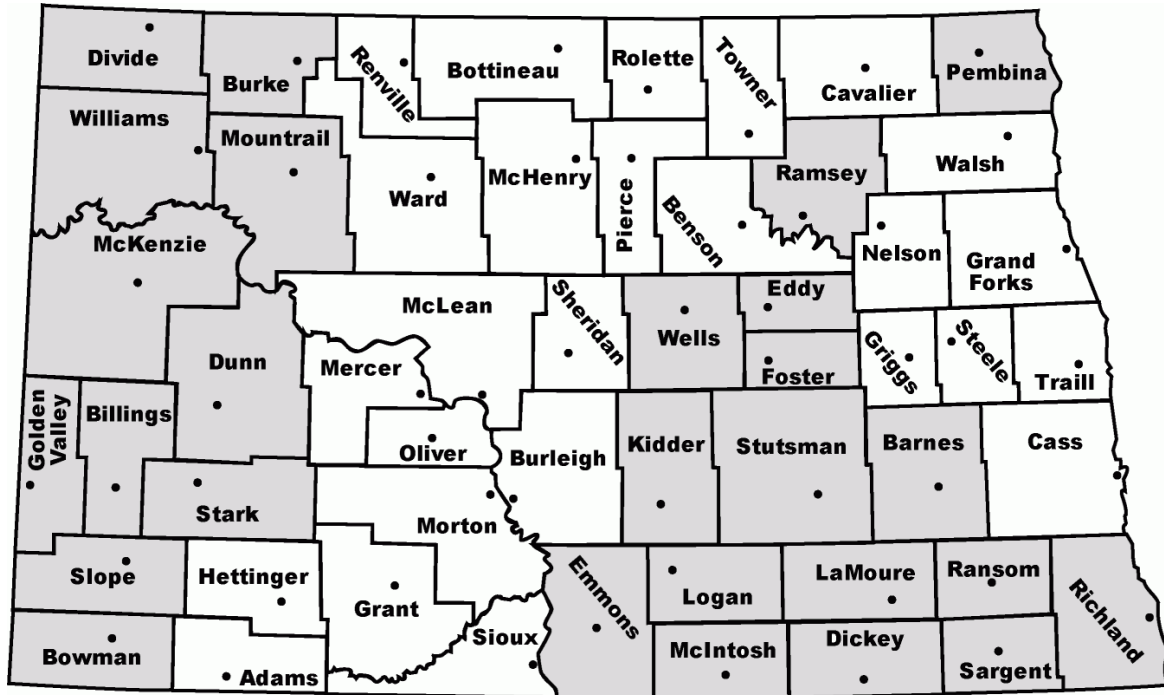 Divide
Burke
Renville
Bottineau
Rolette
Towner
Cavalier
Pembina
Williams
Mountrail
Ward
McHenry
Pierce
Benson
Ramsey
Walsh
McKenzie
Nelson
Grand
Forks
McLean
Sheridan
Wells
Eddy
Foster
Griggs
Steele
Traill
Dunn
Mercer
Oliver
Golden
Valley
Billings
Burleigh
Kidder
Stutsman
Barnes
Cass
Stark
Morton
Slope
Hettinger
Grant
Emmons
Logan
LaMoure
Ransom
Richland
Bowman
Adams
Sioux
McIntosh
Dickey
Sargent